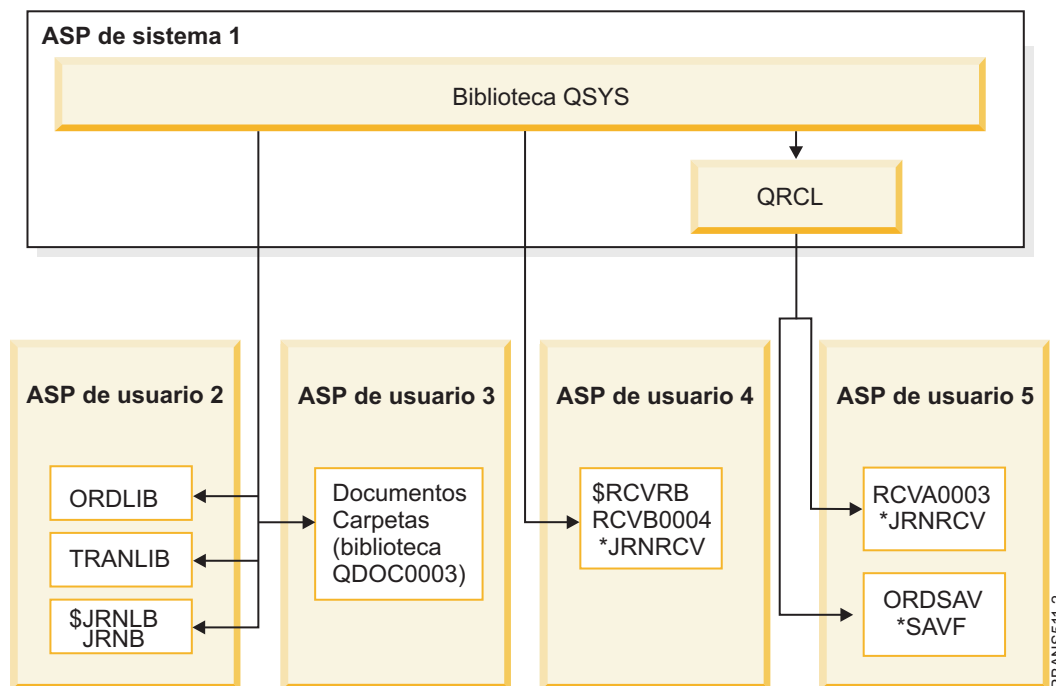 ASP de sistema 1
Biblioteca QSYS
QRCL
ASP de usuario 2
ORDLIB
TRANLIB
$JRNLB
JRNB
ASP de usuario 3
Documentos
Carpetas
(biblioteca
QDOC0003)
ASP de usuario 4
$RCVRB
RCVB0004
*JRNRCV
ASP de usuario 5
RCVA0003
*JRNRCV
ORDSAV
*SAVF